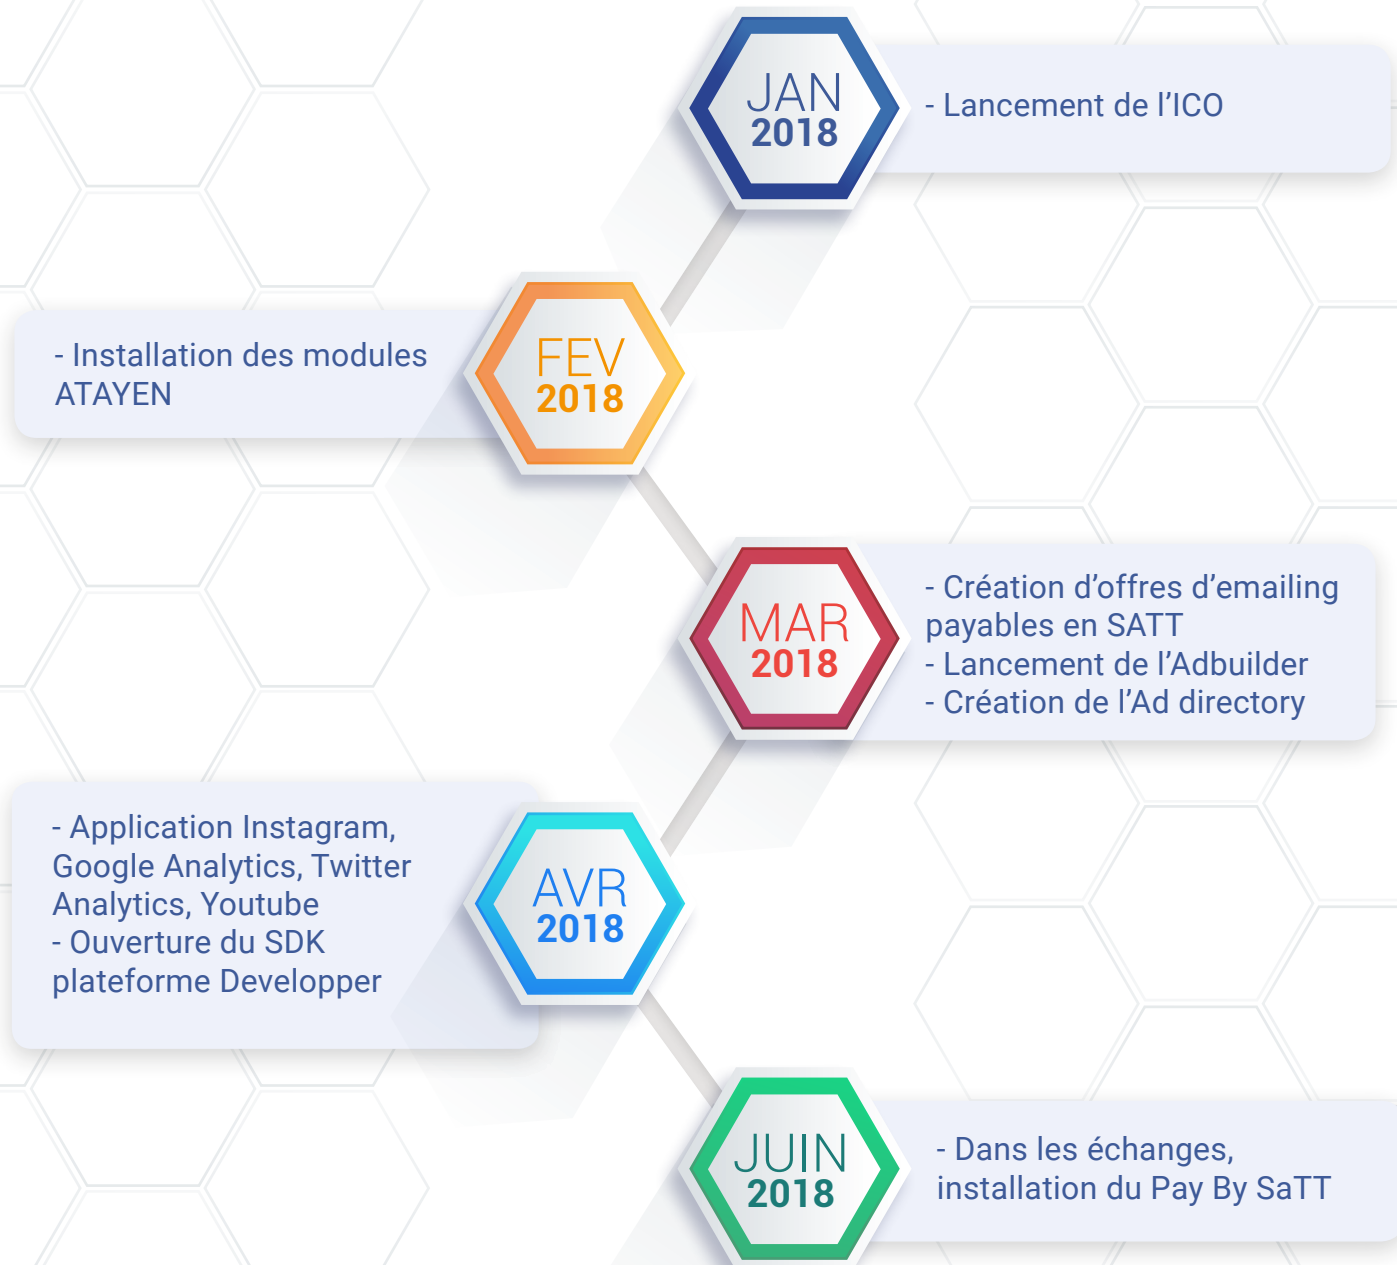 JAN
2018
- Lancement de l’ICO
FEV
2018
- Installation des modules
ATAYEN
MAR
2018
- Création d’offres d’emailing
payables en SATT
- Lancement de l’Adbuilder
- Création de l’Ad directory
AVR
2018
- Application Instagram,
Google Analytics, Twitter
Analytics, Youtube
- Ouverture du SDK
plateforme Developper
JUIN
2018
- Dans les échanges,
installation du Pay By SaTT